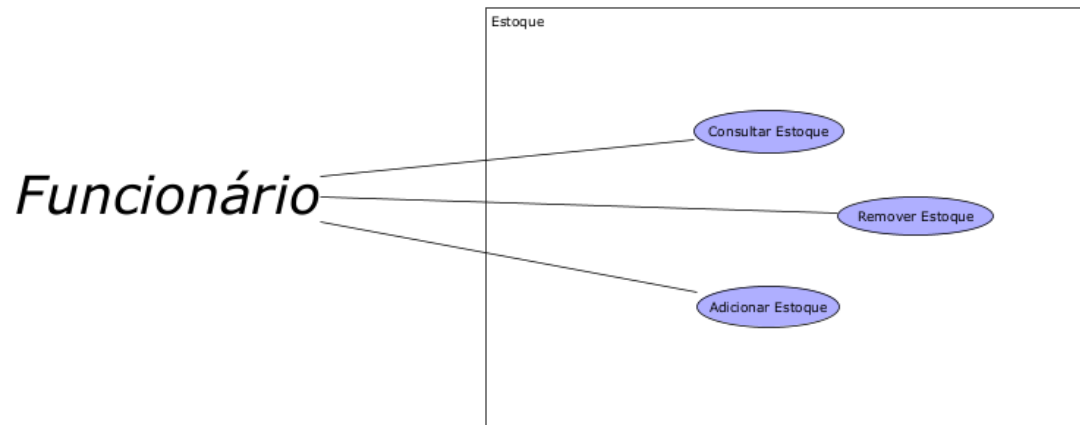 Estoque
Consultar Estoque
Funcionário
Remover Estoque
Adicionar Estoque